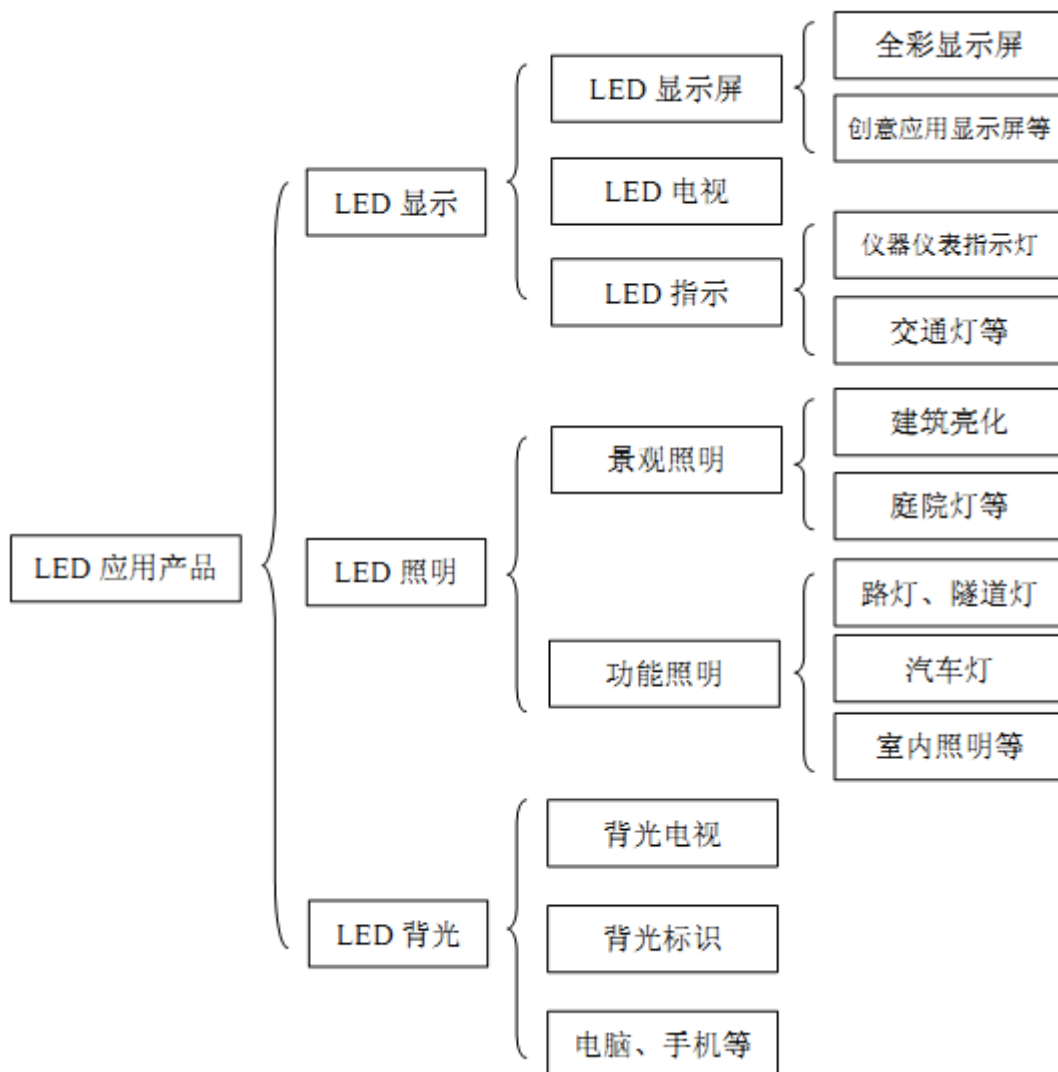 LED 应用产品
LED 显示
LED 显示屏
全彩显示屏
创意应用显示屏等
LED 电视
LED 指示
仪器仪表指示灯
交通灯等
LED 照明
景观照明
建筑亮化
庭院灯等
功能照明
路灯、隧道灯
汽车灯
室内照明等
LED 背光
背光电视
背光标识
电脑、手机等